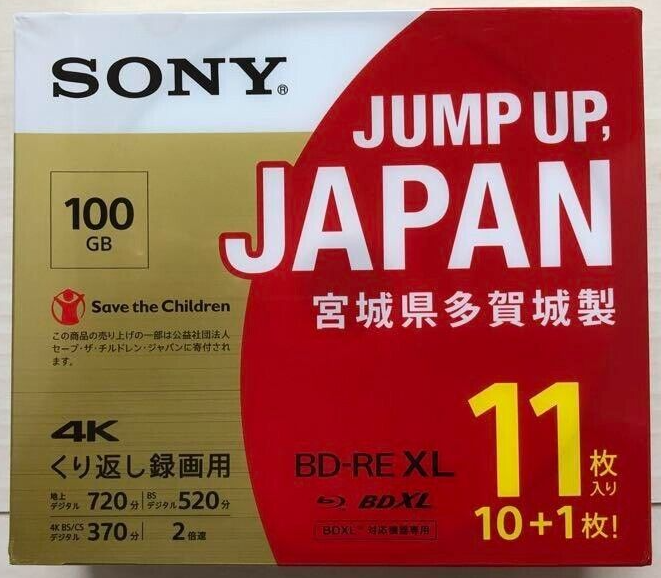 SONY®
JUMP UP,
JAPAN
宮城県多賀城製
100
GB
Save the Children
この商品の売り上げの一部は公益社団法人
セーブ・ザ・チルドレン・ジャパンに寄付され
ます。
4K
くり返し録画用
地上デジタル 720分 BSデジタル 520分
4K BS/CSデジタル 370分 2倍速
BD-RE XL
BDXL
BDXL™対応機器専用
11枚入り
10+1枚!